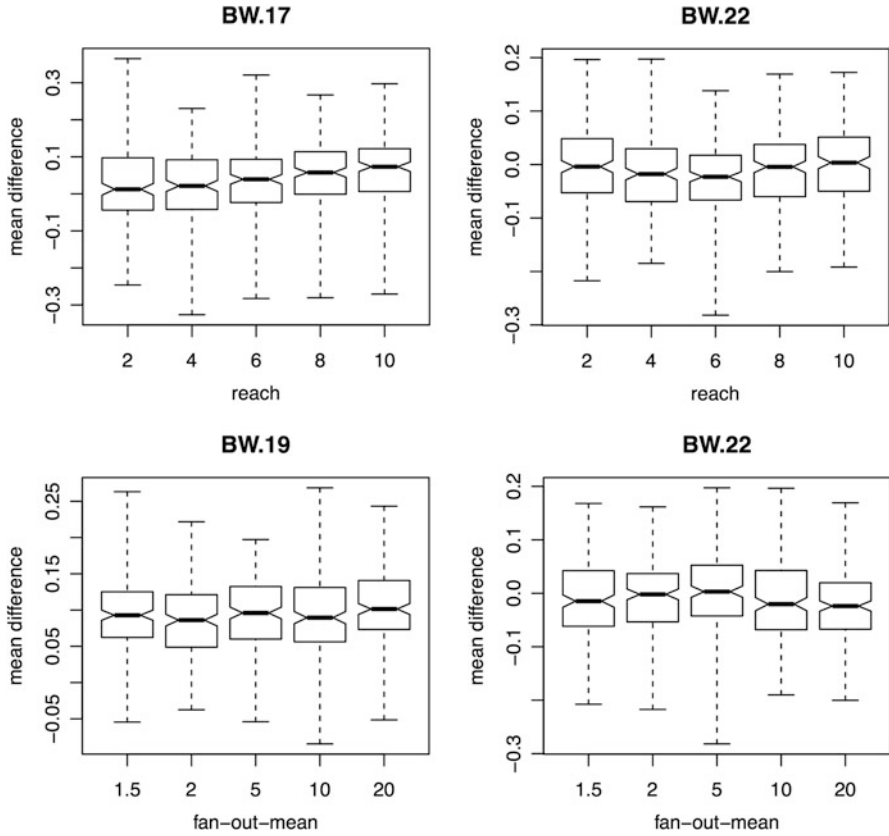 BW.17
mean difference
0.3
0.1
−0.1
−0.3
2 4 6 8 10
reach
BW.22
mean difference
0.2
0.1
0.0
−0.1
−0.3
2 4 6 8 10
reach
BW.19
mean difference
0.25
0.15
0.05
−0.05
1.5 2 5 10 20
fan−out−mean
BW.22
mean difference
0.2
0.1
0.0
−0.1
−0.3
1.5 2 5 10 20
fan−out−mean